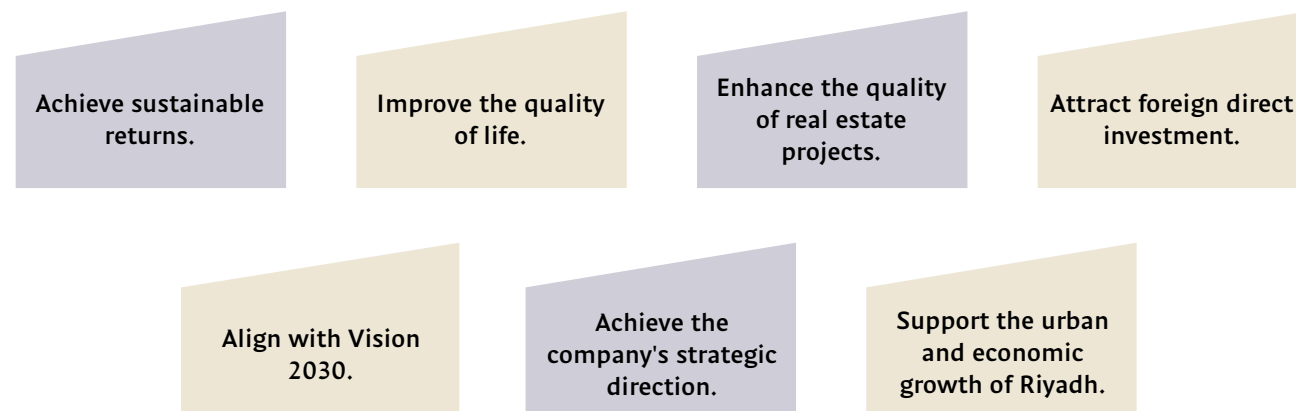 Achieve sustainable
returns.
Improve the quality
of life.
Enhance the quality
of real estate
projects.
Attract foreign direct
investment.
Align with Vision
2030.
Achieve the
company's strategic
direction.
Support the urban
and economic
growth of Riyadh.